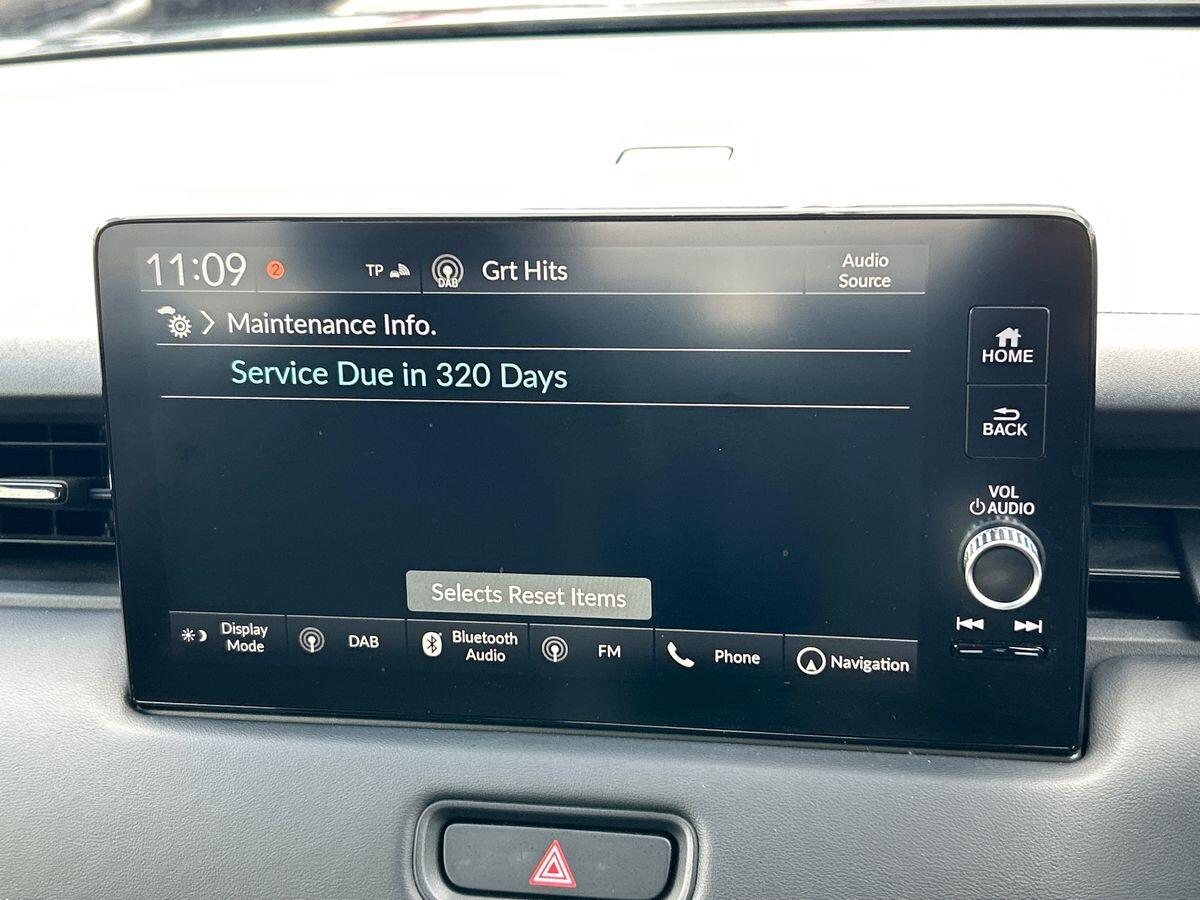 11:09
2
TP
DAB
Grt Hits
Audio
Source
Maintenance Info.
Service Due in 320 Days
HOME
BACK
VOL
AUDIO
Selects Reset Items
Display
Mode
DAB
Bluetooth
Audio
FM
Phone
Navigation